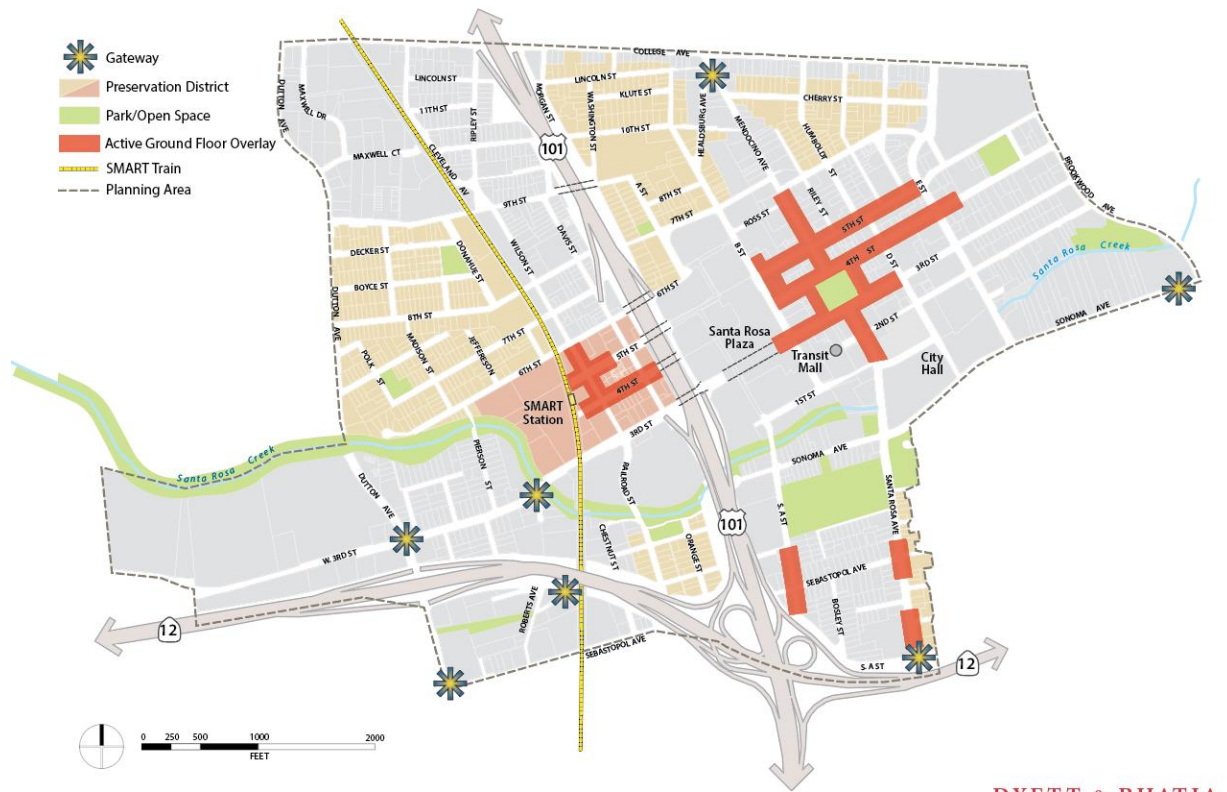 Gateway
Preservation District
Park/Open Space
Active Ground Floor Overlay
SMART Train
Planning Area
COLLEGE AVE
DUTTON AVE
MAXWELL DR
LINCOLN ST
11TH ST
RIPLEY ST
MORGAN ST
LINCOLN ST
KLUTE ST
WASHINGTON ST
10TH ST
HEALDSBURG AVE
MENDOCINO AVE
CHERRY ST
HUMBOLDT ST
MAXWELL CT
CLEVELAND AV
101
9TH ST
A ST
8TH ST
7TH ST
ROSS ST
RILEY ST
E ST
BROOKWOOD AVE
5TH ST
4TH ST
D ST
3RD ST
B ST
DECKER ST
DONAHUE ST
WILSON ST
DAVIS ST
BOYCE ST
6TH ST
Santa Rosa Creek
SONOMA AVE
DUTTON AVE
8TH ST
MADISON ST
JEFFERESON
7TH ST
6TH ST
POLK ST
5TH ST
4TH ST
Santa Rosa
Plaza
2ND ST
Transit
Mall
City
Hall
SMART
Station
1ST ST
3RD ST
PIERSON ST
Santa Rosa Creek
RAILROAD ST
SONOMA AVE
DUTTON AVE
S. A ST
SANTA ROSA AVE
101
CHESTNUT ST
ORANGE ST
W. 3RD ST
SEBASTOPOL AVE
ROBERTS AVE
BOSLEY ST
12
SEBASTOPOL AVE
S. A ST
12
0 250 500 1000 2000
FEET